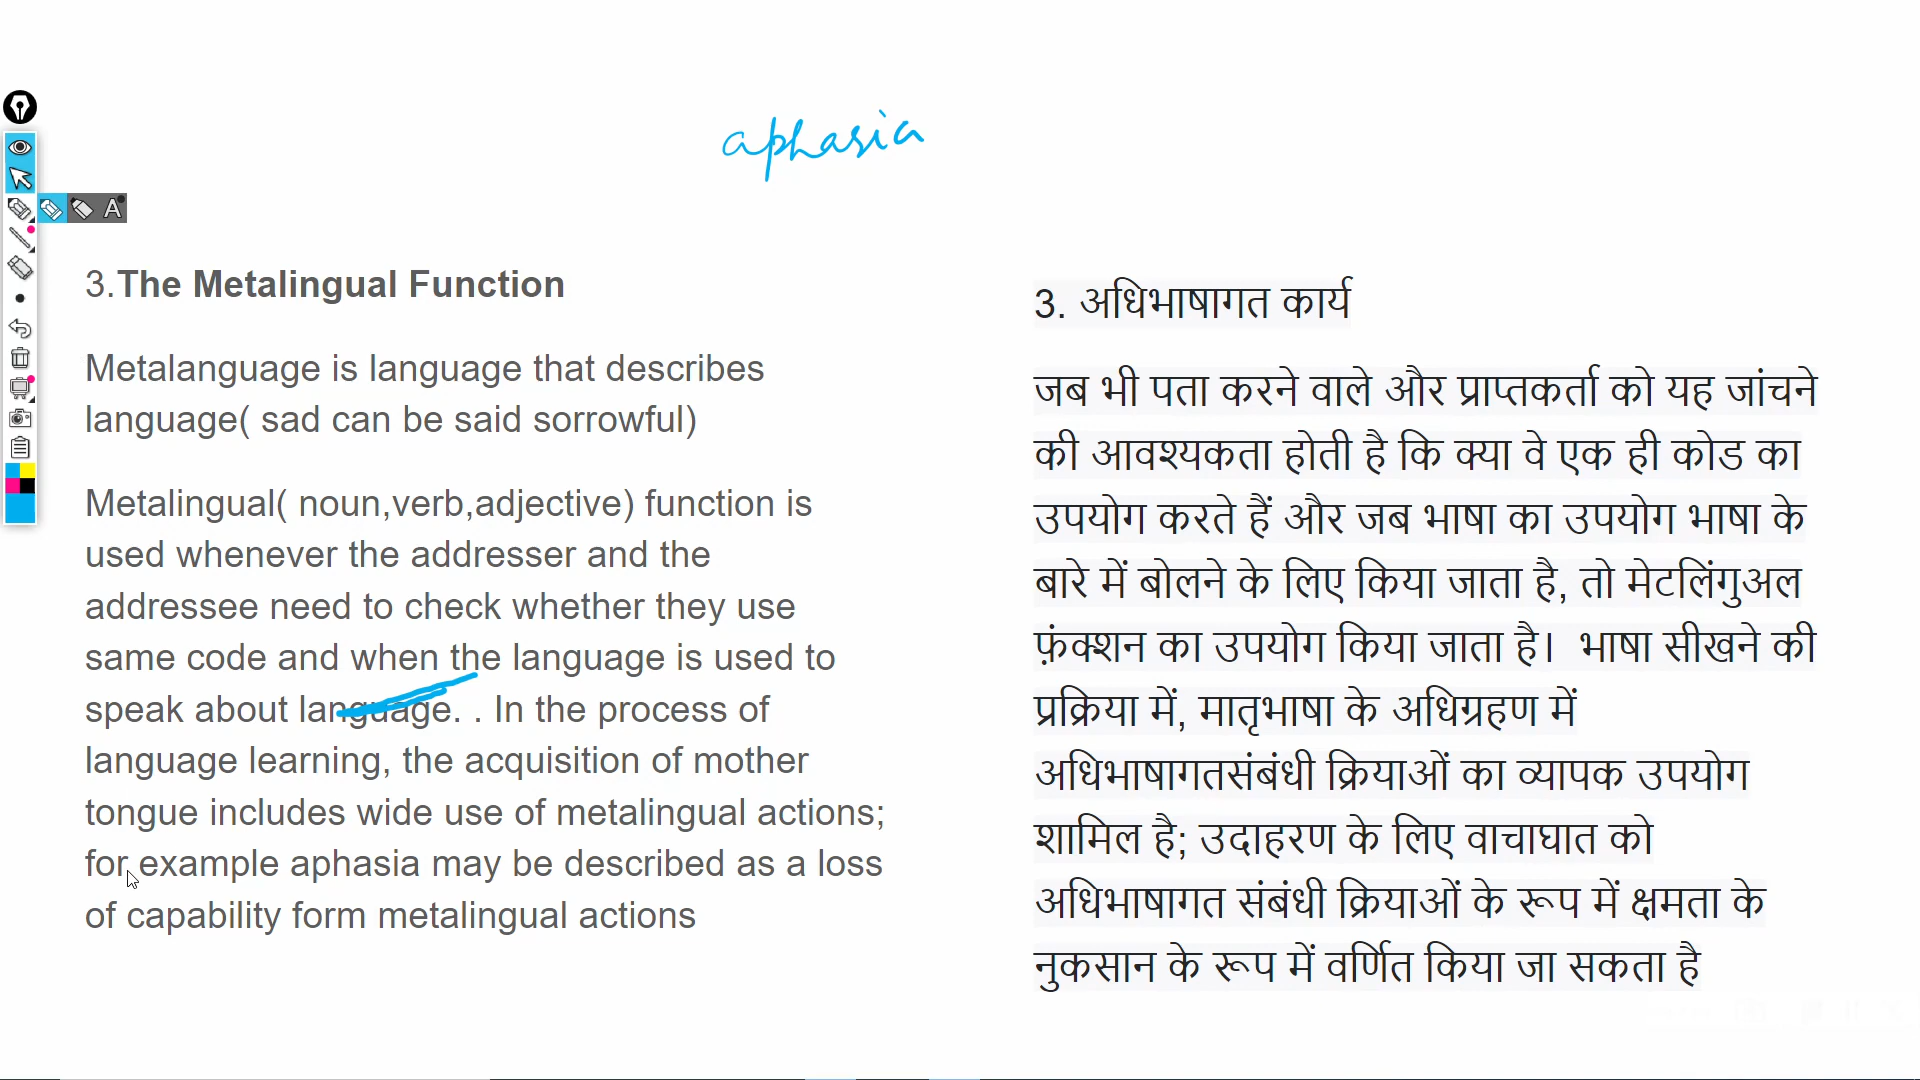 aphasia
3.The Metalingual Function
Metalanguage is language that describes
language( sad can be said sorrowful)
Metalingual( noun,verb,adjective) function is
used whenever the addresser and the
addressee need to check whether they use
same code and when the language is used to
speak about language. . In the process of
language learning, the acquisition of mother
tongue includes wide use of metalingual actions;
for example aphasia may be described as a loss
of capability form metalingual actions
3. अधिभाषागत कार्य
जब भी पता करने वाले और प्राप्तकर्ता को यह जांचने
की आवश्यकता होती है कि क्या वे एक ही कोड का
उपयोग करते हैं और जब भाषा का उपयोग भाषा के
बारे में बोलने के लिए किया जाता है, तो मेटलिंगुअल
फ़ंक्शन का उपयोग किया जाता है। भाषा सीखने की
प्रक्रिया में, मातृभाषा के अधिग्रहण में
अधिभाषागतसंबंधी क्रियाओं का व्यापक उपयोग
शामिल है; उदाहरण के लिए वाचाघात को
अधिभाषागत संबंधी क्रियाओं के रूप में क्षमता के
नुकसान के रूप में वर्णित किया जा सकता है